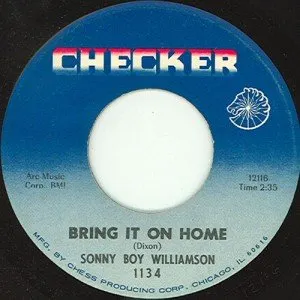 CHECKER
Arc-Music
Corp. BMI
12116
Time 2:35
BRING IT ON HOME
(Dixon)
SONNY BOY WILLIAMSON
1134
MFG. BY CHESS PRODUCING CORP., CHICAGO, IL. 60616